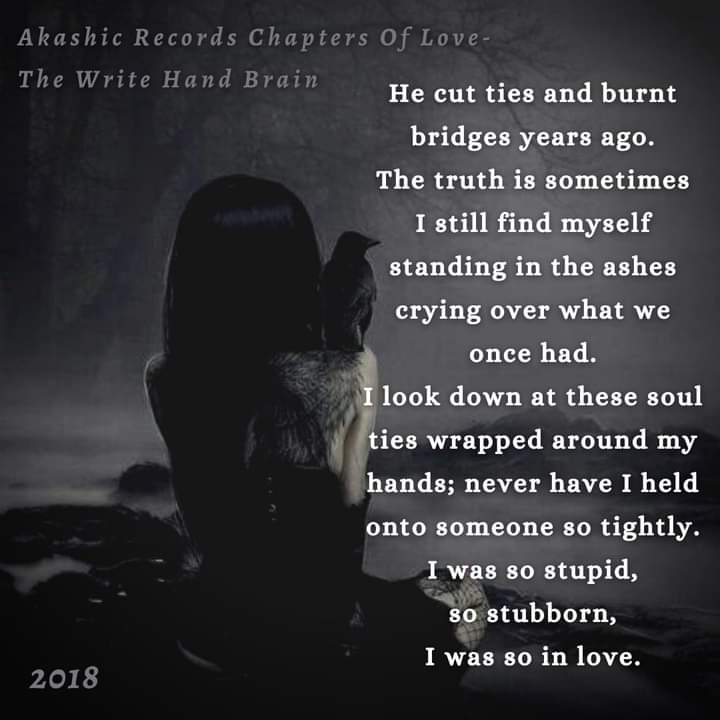 Akashic Records Chapters Of Love-
The Write Hand Brain
He cut ties and burnt
bridges years ago.
The truth is sometimes
I still find myself
standing in the ashes
crying over what we
once had.
I look down at these soul
ties wrapped around my
hands; never have I held
onto someone so tightly.
I was so stupid,
so stubborn,
I was so in love.
2018